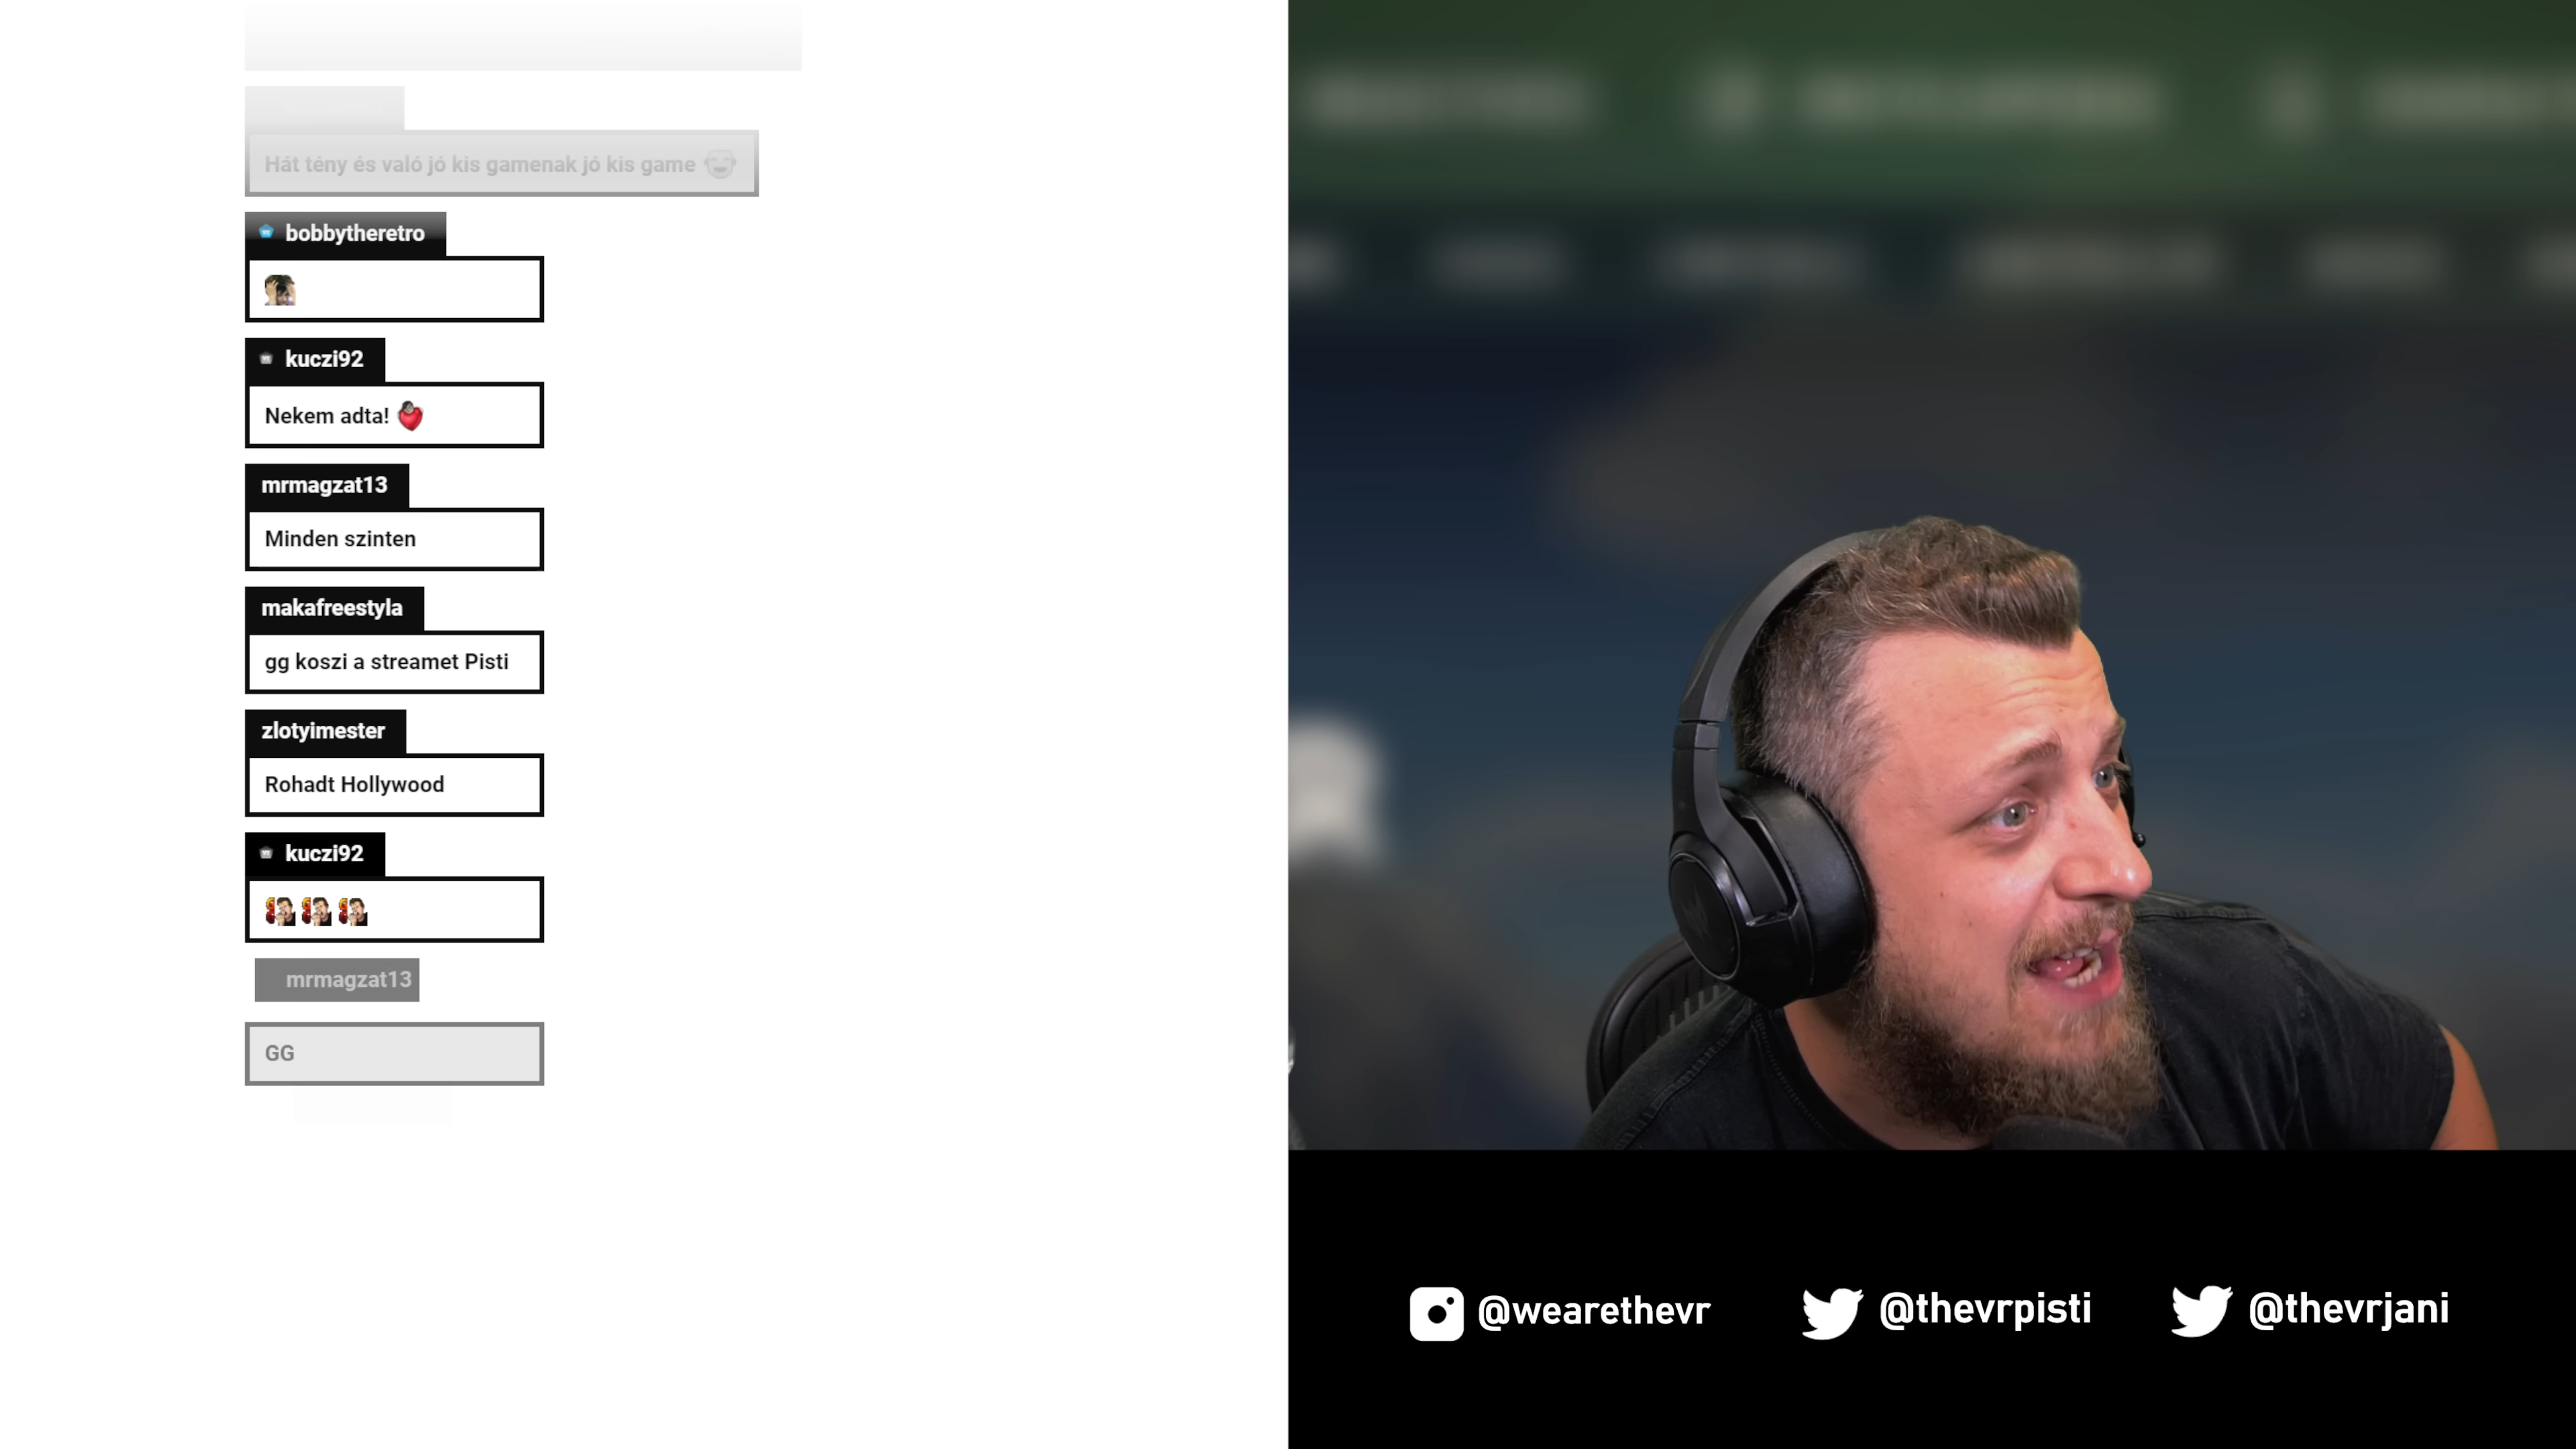 Hát tény és való jó kis gamenak jó kis game
bobbytheretro
kuczi92
Nekem adta!
mrmagzat13
Minden szinten
makafreestyla
gg koszi a streamet Pisti
zlotyimester
Rohadt Hollywood
kuczi92
mrmagzat13
GG
@wearethevr
@thevrpisti
@thevrjani